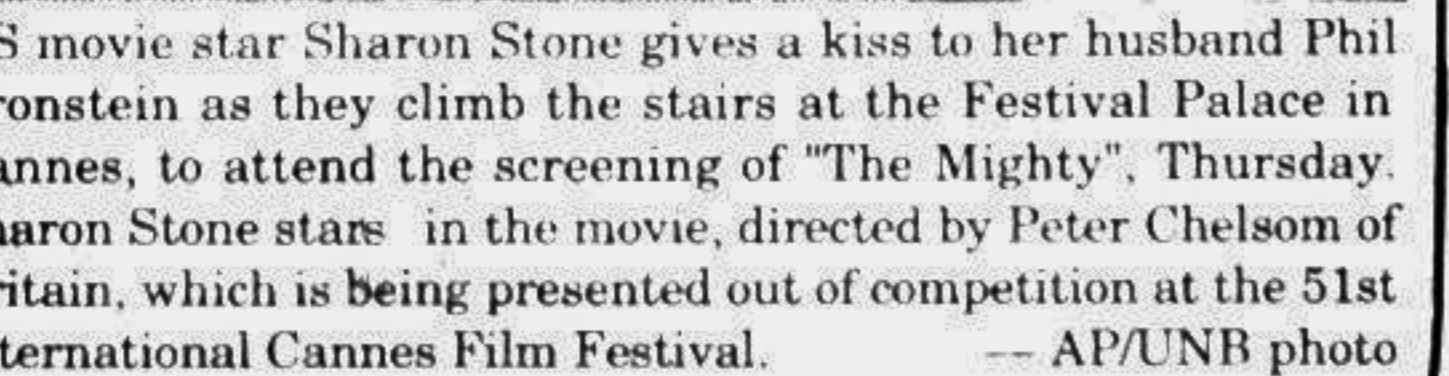 S movie star Sharon Stone gives a kiss to her husband Phil
ronstein as they climb the stairs at the Festival Palace in
annes, to attend the screening of "The Mighty", Thursday.
aron Stone stars in the movie, directed by Peter Chelsom of
itain, which is being presented out of competition at the 51st
ternational Cannes Film Festival. -- AP/UNB photo